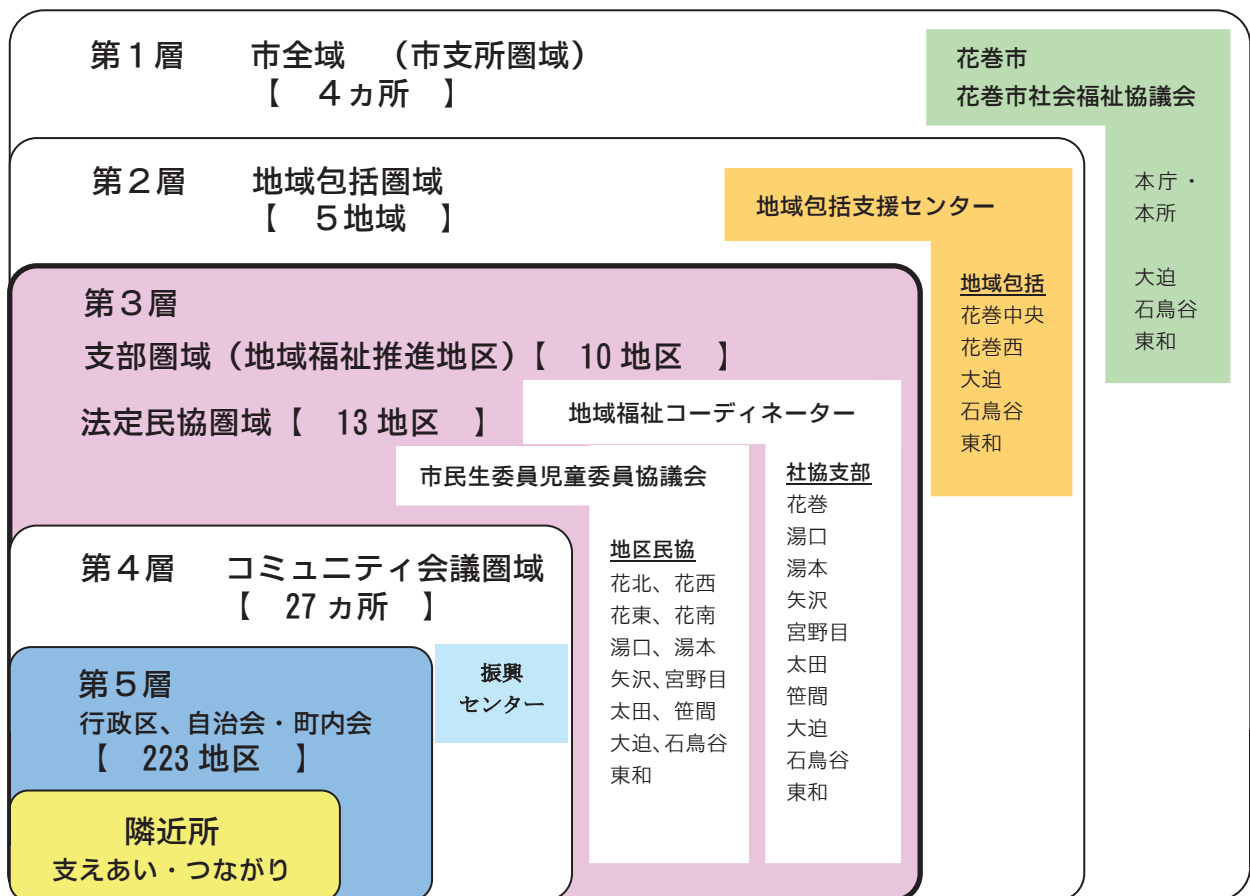 第1層　市全域　（市支所圏域）
【　4ヵ所　】
花巻市
花巻市社会福祉協議会
本庁・
本所
大迫
石鳥谷
東和
第2層　地域包括圏域
【　5地域　】
地域包括支援センター
地域包括
花巻中央
花巻西
大迫
石鳥谷
東和
第3層
支部圏域（地域福祉推進地区）【　10地区　】
法定民協圏域【　13地区　】
地域福祉コーディネーター
社協支部
花巻
湯口
湯本
矢沢
宮野目
太田
笹間
大迫
石鳥谷
東和
市民生委員児童委員協議会
地区民協
花北、花西
花東、花南
湯口、湯本
矢沢、宮野目
太田、笹間
大迫、石鳥谷
東和
第4層　コミュニティ会議圏域
【　27ヵ所　】
振興
センター
第5層
行政区、自治会・町内会
【　223地区　】
隣近所
支えあい・つながり